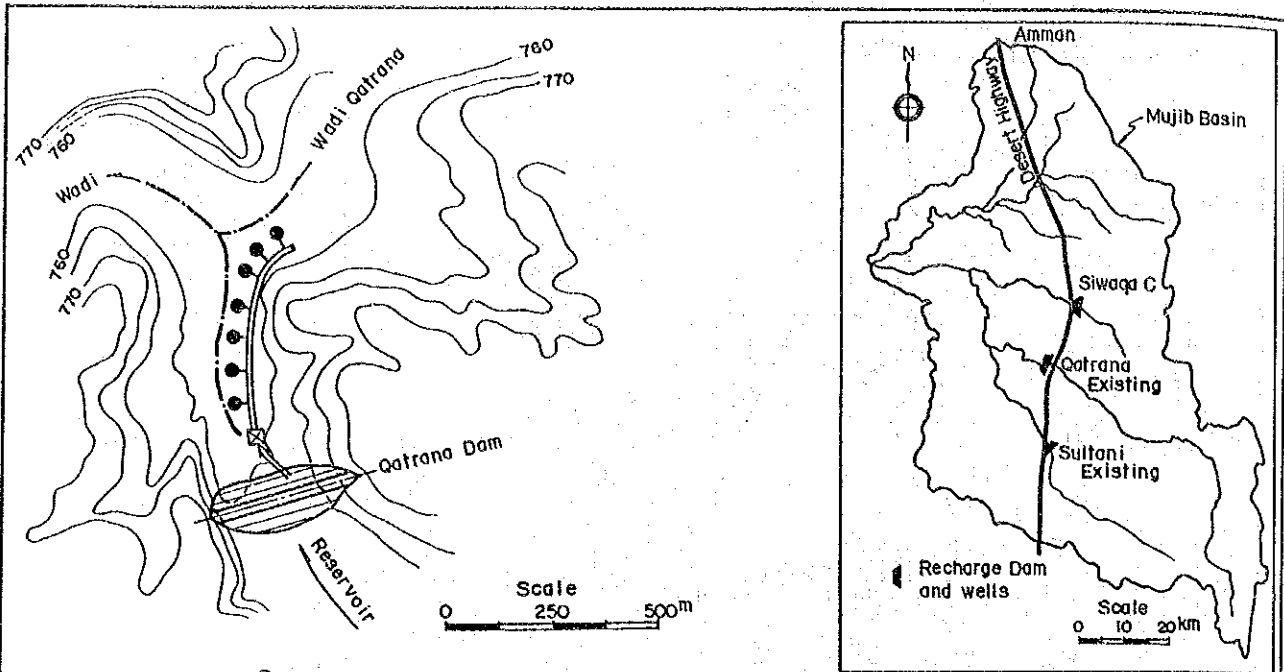 760
770
Wadi Qatrana
770
760
Wadi
760
770
Qatrana Dam
Reservoir
Scale
0 250 500m
Amman
N
Desert Highway
Mujib Basin
Siwaqa C
Qatrana
Existing
Sultani
Existing
Recharge Dam
and wells
Scale
0 10 20km